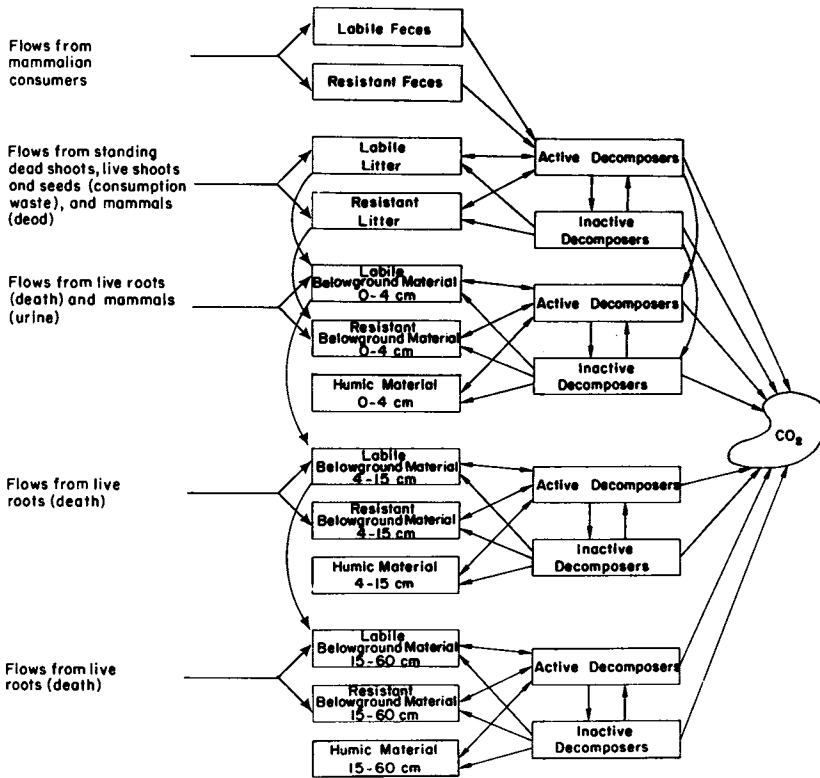 Flows from
mammalian
consumers
Labile Feces
Resistant Feces
Flows from standing
dead shoots, live shoots
and seeds (consumption
waste), and mammals
(dead)
Labile
Litter
Resistant
Litter
Active Decomposers
Inactive
Decomposers
Flows from live roots
(death) and mammals
(urine)
Labile
Belowground Material
0-4 cm
Resistant
Belowground Material
0-4 cm
Humic Material
0-4 cm
Active Decomposers
Inactive
Decomposers
CO₂
Flows from live
roots (death)
Labile
Belowground Material
4-15 cm
Resistant
Belowground Material
4-15 cm
Humic Material
4-15 cm
Active Decomposers
Inactive
Decomposers
Flows from live
roots (death)
Labile
Belowground Material
15-60 cm
Resistant
Belowground Material
15-60 cm
Humic Material
15-60 cm
Active Decomposers
Inactive
Decomposers